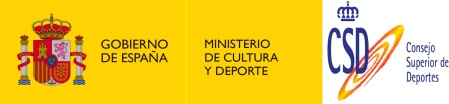 GOBIERNO
DE ESPAÑA
MINISTERIO
DE CULTURA
Y DEPORTE
CSD
Consejo
Superior de
Deportes